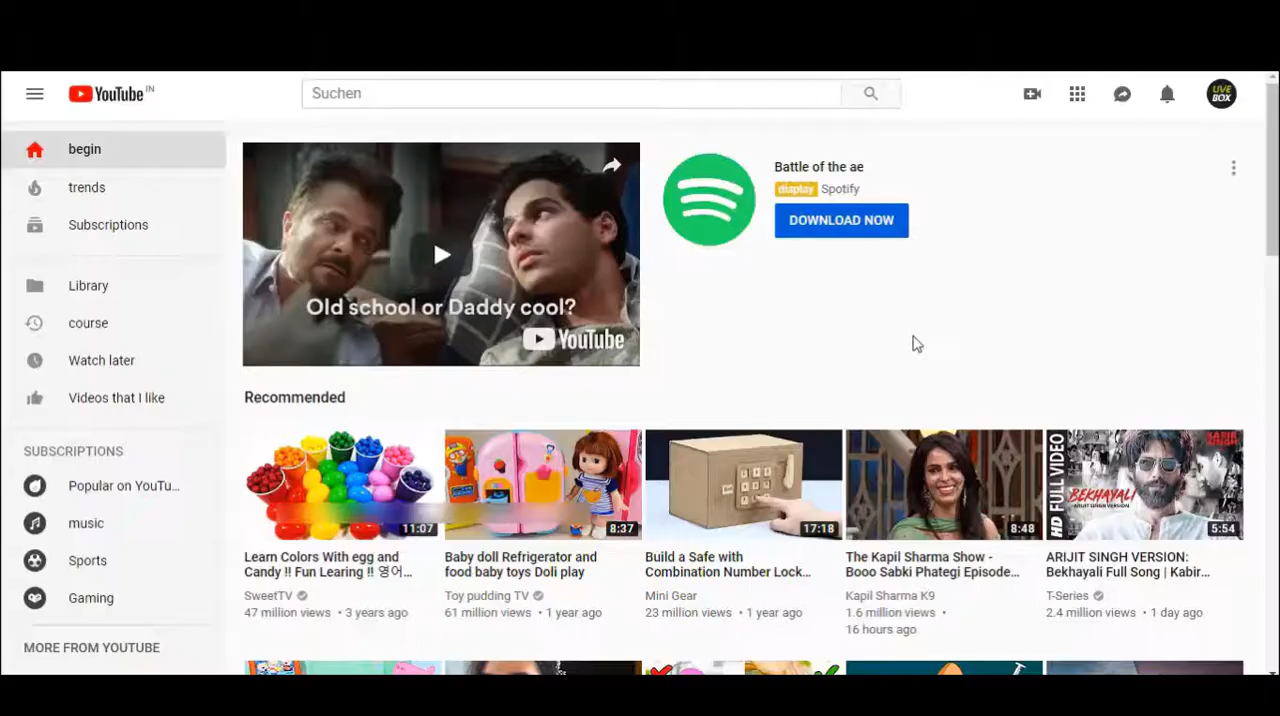 YouTube IN
Suchen
LIVE BOX
begin
trends
Subscriptions
Library
course
Watch later
Videos that I like
SUBSCRIPTIONS
Popular on YouTu...
music
Sports
Gaming
MORE FROM YOUTUBE
Old school or Daddy cool?
YouTube
Battle of the ae
display Spotify
DOWNLOAD NOW
Recommended
11:07
Learn Colors With egg and
Candy !! Fun Learing !! 영어...
SweetTV
47 million views • 3 years ago
8:37
Baby doll Refrigerator and
food baby toys Doli play
Toy pudding TV
61 million views • 1 year ago
17:18
Build a Safe with
Combination Number Lock...
Mini Gear
23 million views • 1 year ago
8:48
The Kapil Sharma Show -
Booo Sabki Phategi Episode...
Kapil Sharma K9
1.6 million views •
16 hours ago
HD FULL VIDEO
KABIR SINGH
BEKHAYALI
ARIJIT SINGH VERSION
5:54
ARIJIT SINGH VERSION:
Bekhayali Full Song | Kabir...
T-Series
2.4 million views • 1 day ago